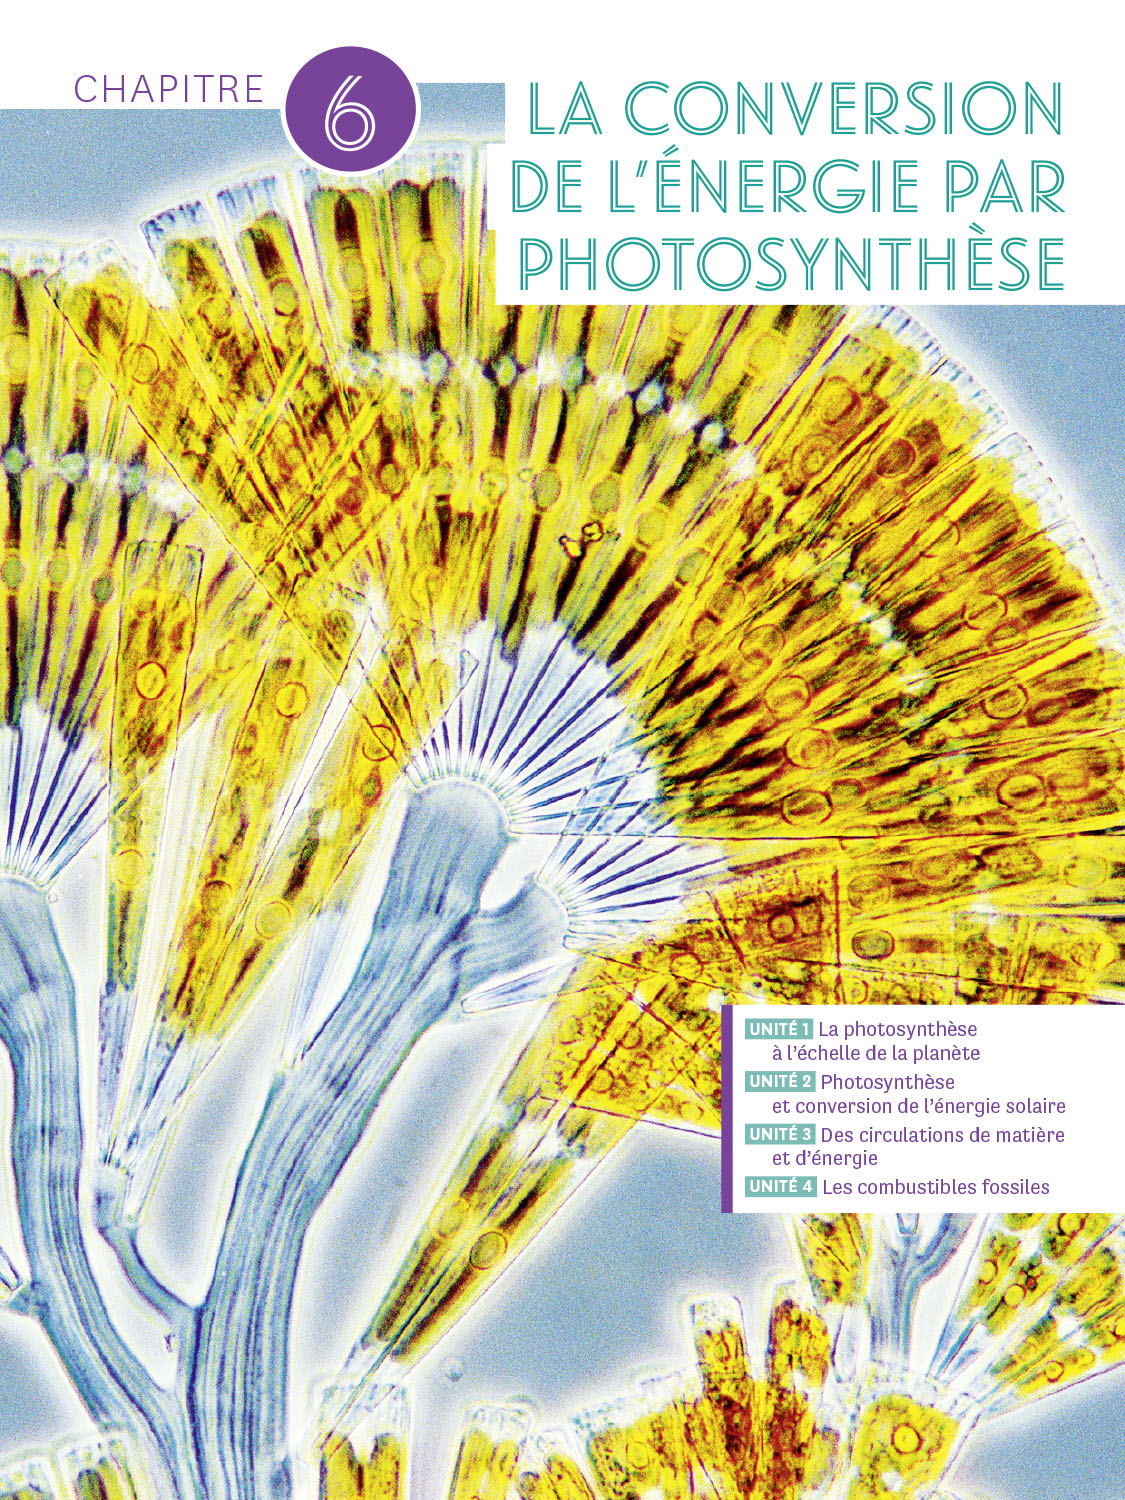 CHAPITRE 6
LA CONVERSION
DE L'ÉNERGIE PAR
PHOTOSYNTHÈSE
UNITÉ 1 La photosynthèse
à l'échelle de la planète
UNITÉ 2 Photosynthèse
et conversion de l'énergie solaire
UNITÉ 3 Des circulations de matière
et d'énergie
UNITÉ 4 Les combustibles fossiles